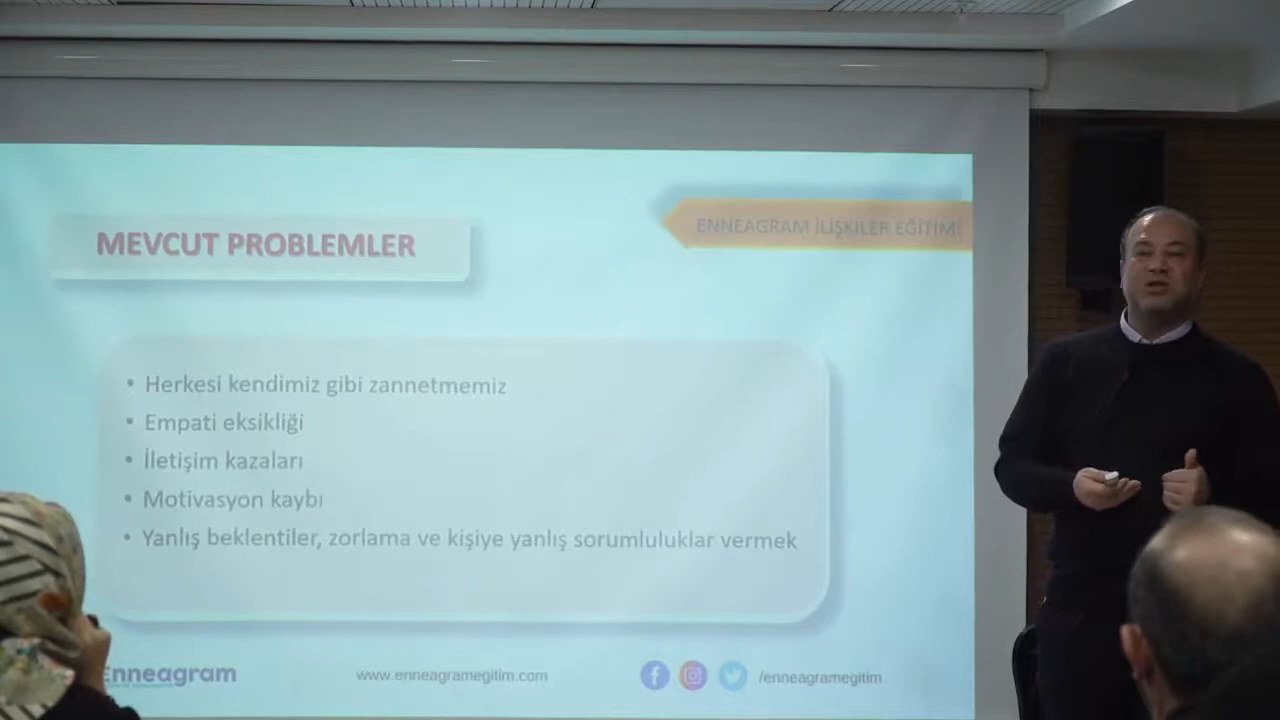 ENNEAGRAM İLİŞKİLER EĞİTİMİ
MEVCUT PROBLEMLER
• Herkesi kendimiz gibi zannetmemiz
• Empati eksikliği
• İletişim kazaları
• Motivasyon kaybı
• Yanlış beklentiler, zorlama ve kişiye yanlış sorumluluklar vermek
Enneagram
www.enneagramegitim.com
/enneagramegitim